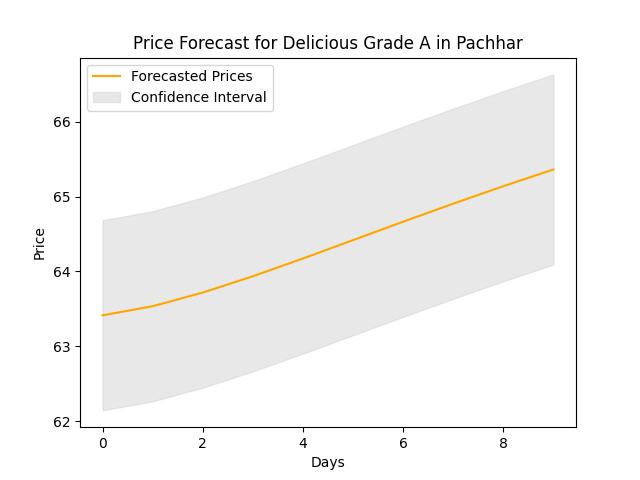 Price Forecast for Delicious Grade A in Pachhar
Forecasted Prices
Confidence Interval
66
65
64
63
62
Price
0 2 4 6 8
Days